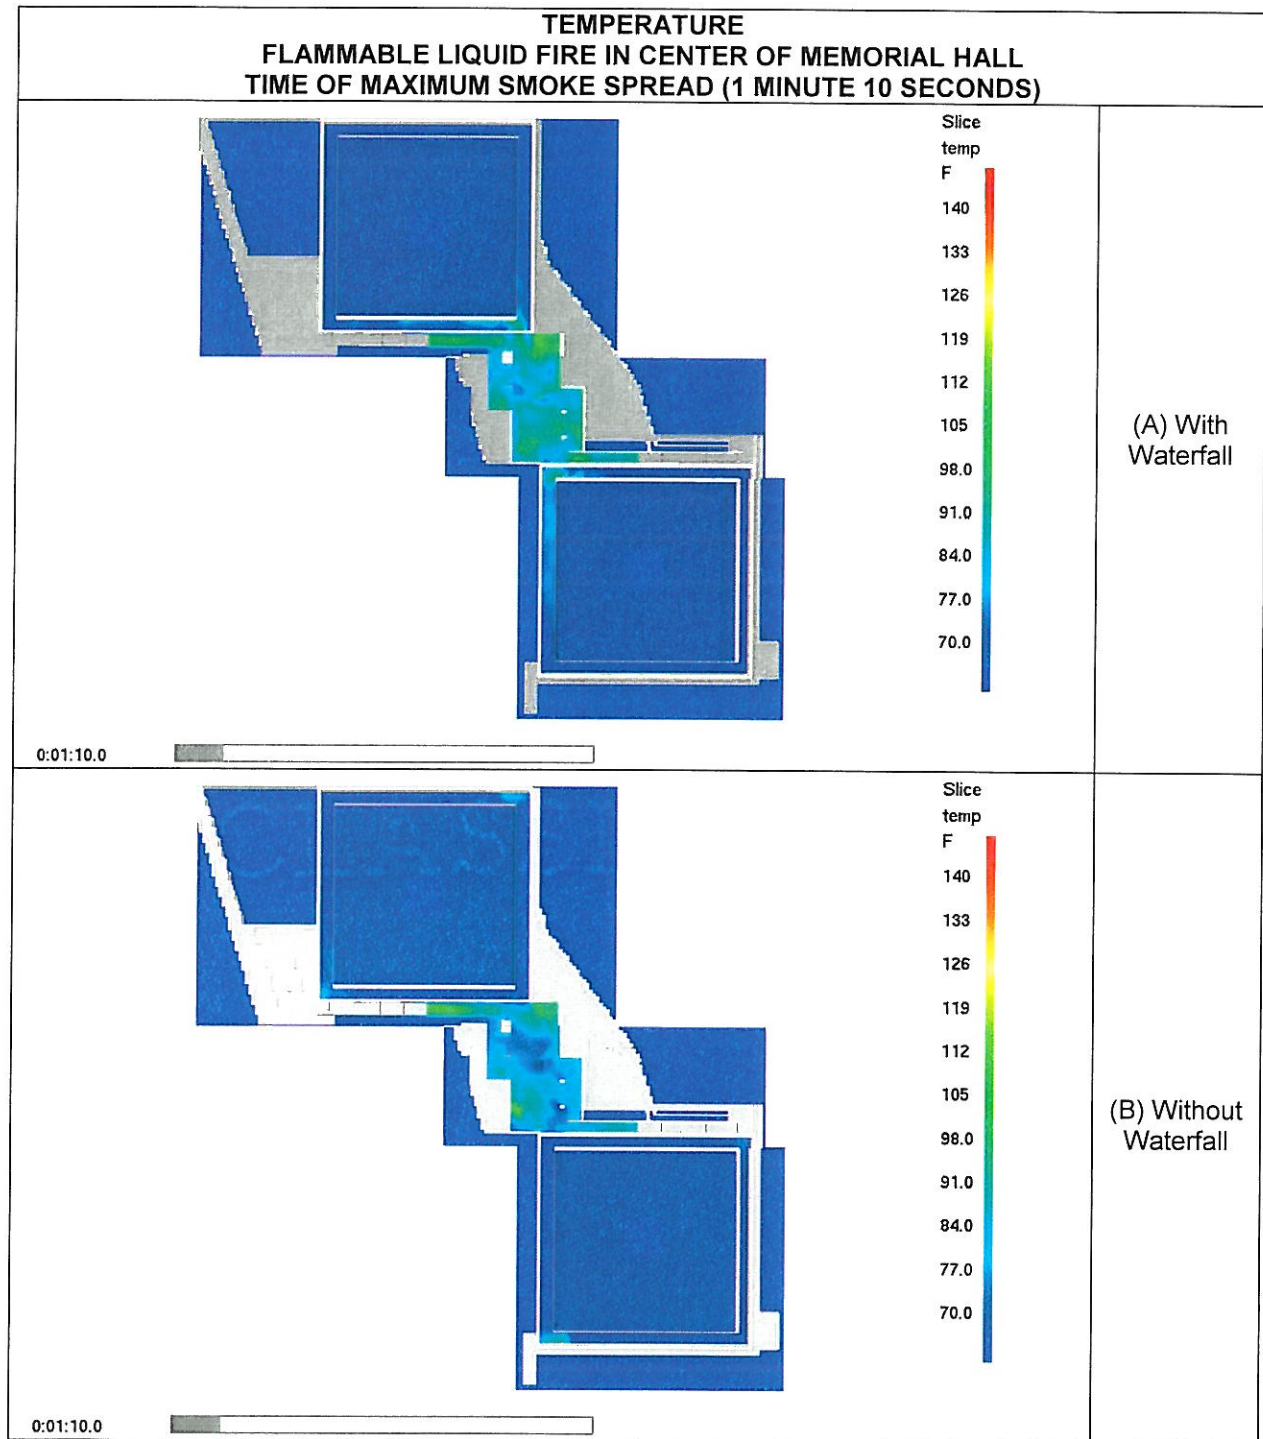 TEMPERATURE
FLAMMABLE LIQUID FIRE IN CENTER OF MEMORIAL HALL
TIME OF MAXIMUM SMOKE SPREAD (1 MINUTE 10 SECONDS)
Slice
temp
F
140
133
126
119
112
105
98.0
91.0
84.0
77.0
70.0
(A) With
Waterfall
0:01:10.0
Slice
temp
F
140
133
126
119
112
105
98.0
91.0
84.0
77.0
70.0
(B) Without
Waterfall
0:01:10.0